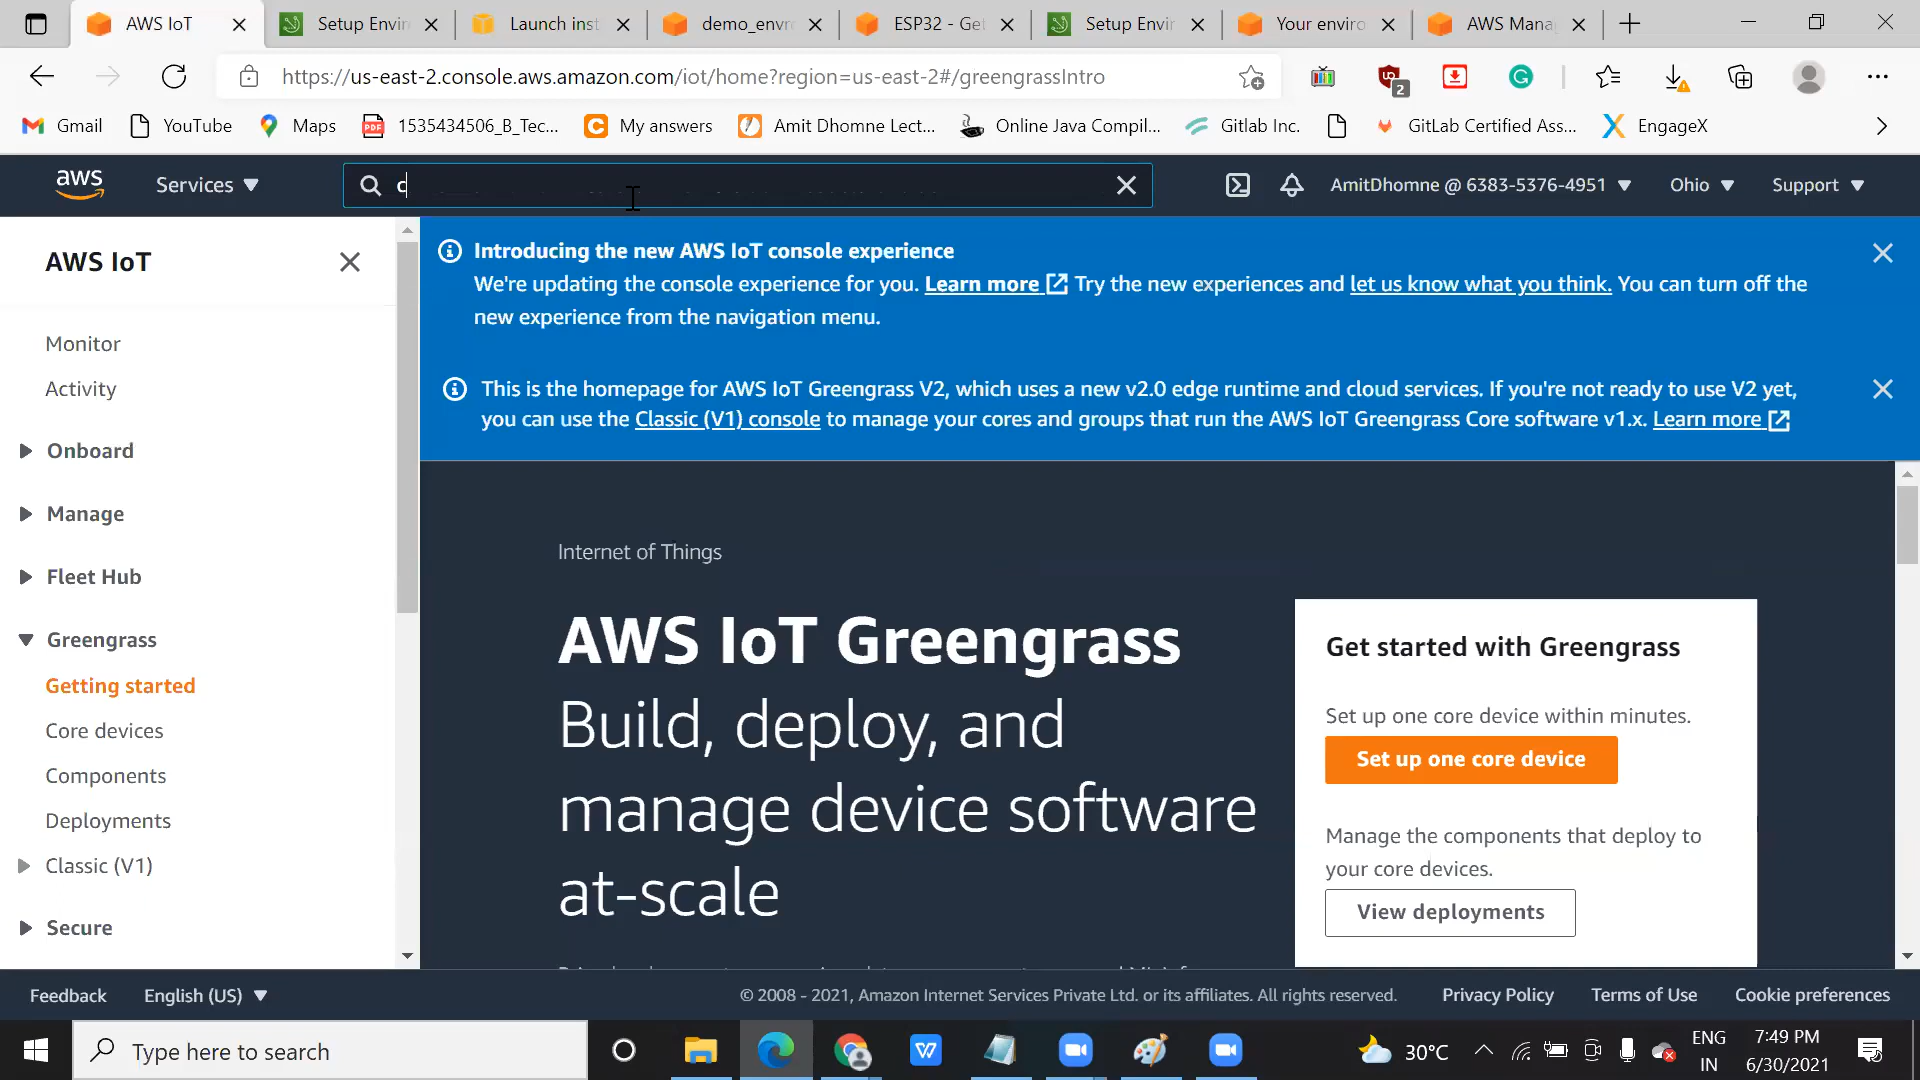 AWS IoT
Setup Envir
Launch inst
demo_envr
ESP32 - Get
Setup Envir
Your enviro
AWS Mana
https://us-east-2.console.aws.amazon.com/iot/home?region=us-east-2#/greengrassIntro
2
Gmail
YouTube
Maps
1535434506_B_Tec...
My answers
Amit Dhomne Lect...
Online Java Compil...
Gitlab Inc.
GitLab Certified Ass...
EngageX
aws
Services
c
AmitDhomne @ 6383-5376-4951
Ohio
Support
AWS IoT
Monitor
Activity
Onboard
Manage
Fleet Hub
Greengrass
Getting started
Core devices
Components
Deployments
Classic (V1)
Secure
Introducing the new AWS IoT console experience
We're updating the console experience for you. Learn more Try the new experiences and let us know what you think. You can turn off the
new experience from the navigation menu.
This is the homepage for AWS IoT Greengrass V2, which uses a new v2.0 edge runtime and cloud services. If you're not ready to use V2 yet,
you can use the Classic (V1) console to manage your cores and groups that run the AWS IoT Greengrass Core software v1.x. Learn more
Internet of Things
AWS IoT Greengrass
Build, deploy, and
manage device software
at-scale
Get started with Greengrass
Set up one core device within minutes.
Set up one core device
Manage the components that deploy to
your core devices.
View deployments
Feedback
English (US)
© 2008 - 2021, Amazon Internet Services Private Ltd. or its affiliates. All rights reserved.
Privacy Policy
Terms of Use
Cookie preferences
Type here to search
30°C
ENG
IN
7:49 PM
6/30/2021